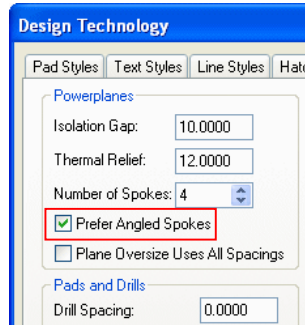 Design Technology
Pad Styles Text Styles Line Styles
Powerplanes
Isolation Gap: 10.0000
Thermal Relief: 12.0000
Number of Spokes: 4
Prefer Angled Spokes
Plane Oversize Uses All Spacings
Pads and Drills
Drill Spacing: 0.0000